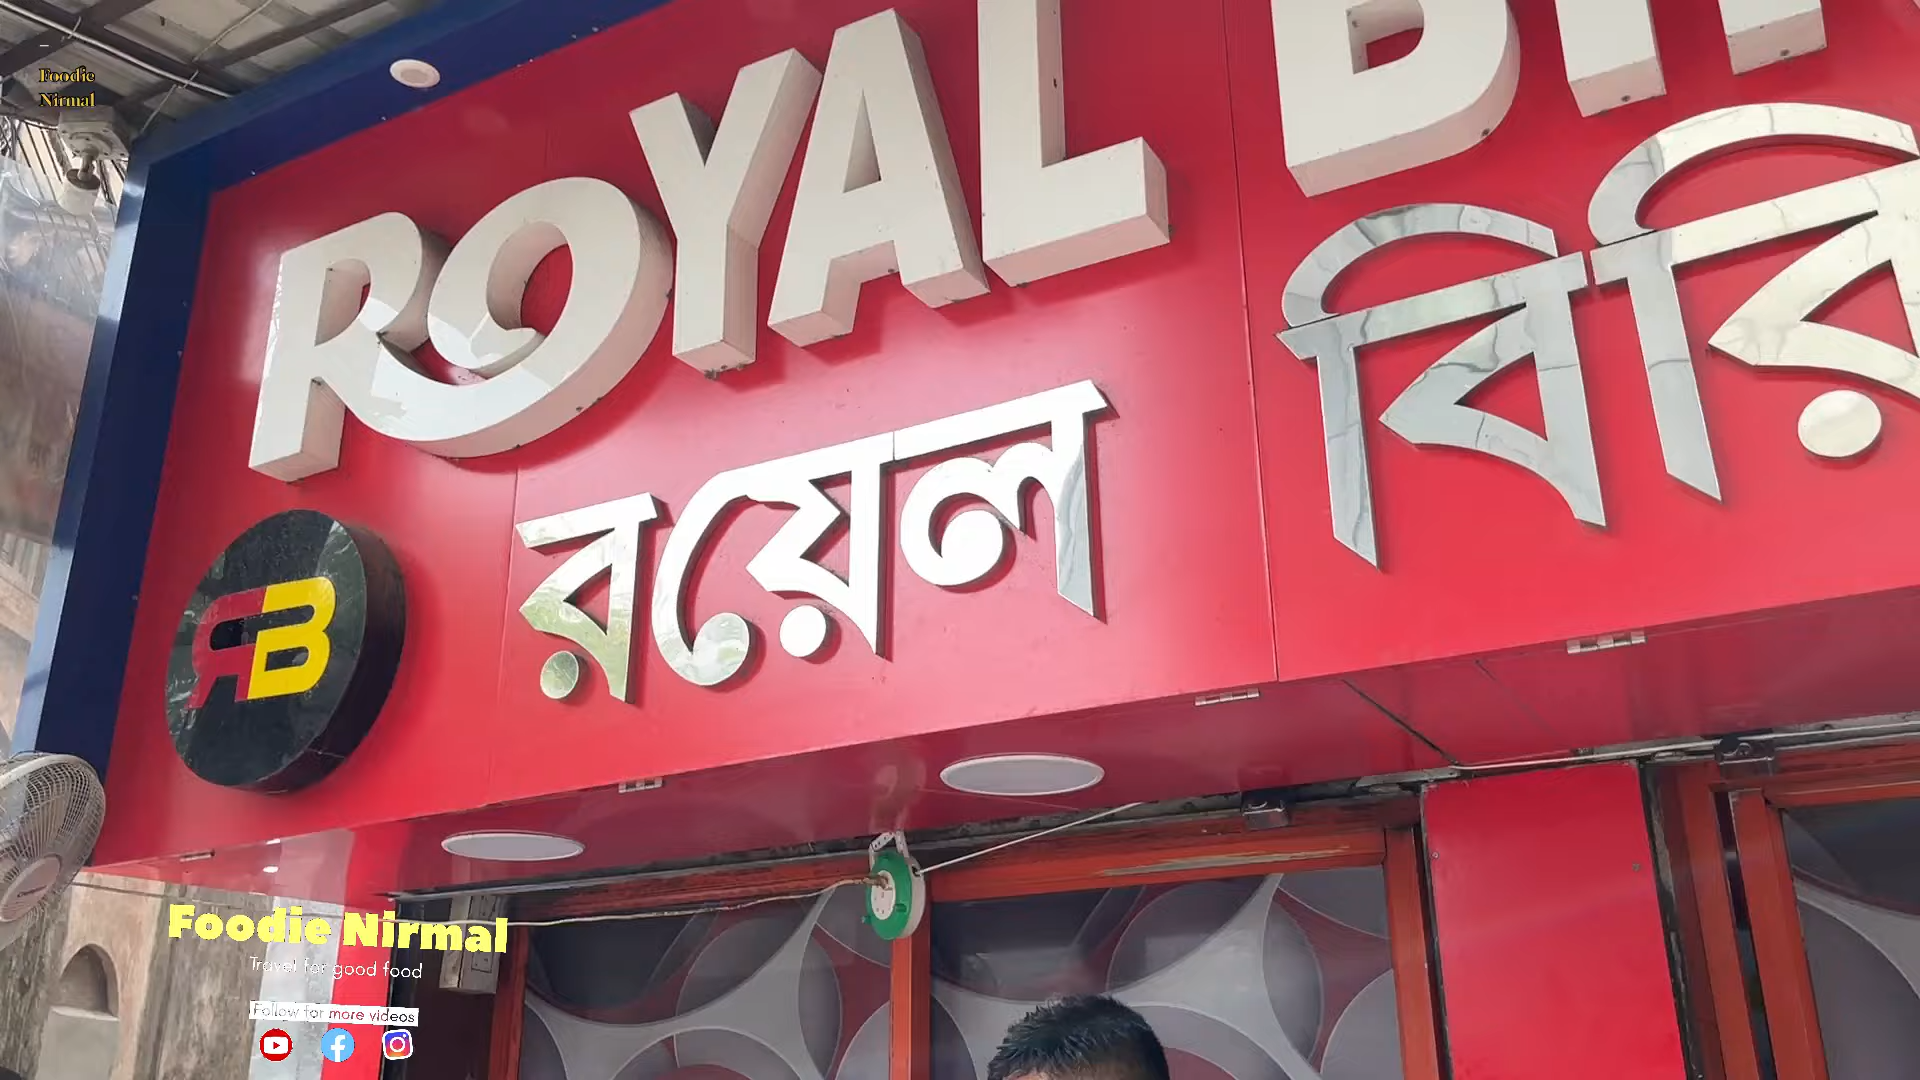 Foodie
Nirmal
ROYAL
রয়েল
RB
Foodie Nirmal
Travel for good food
Follow for more videos